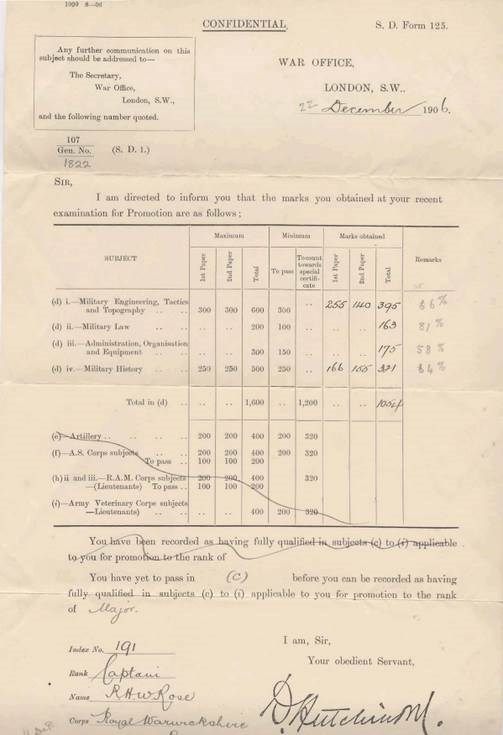 1099 8—06
CONFIDENTIAL.
S. D. Form 125.
Any further communication on this
subject should be addressed to—
The Secretary,
War Office,
London, S.W.,
and the following number quoted.
WAR OFFICE,
LONDON, S.W..
22 December 1906.
107
Gen. No. (S. D. 1.)
1822
SIR,
I am directed to inform you that the marks you obtained at your recent
examination for Promotion are as follows;
SUBJECT Maximum Minimum Marks obtained Remarks
1st Paper 2nd Paper Total To pass To count towards special certificate 1st Paper 2nd Paper Total
(d) i.—Military Engineering, Tactics
and Topography .. .. 300 300 600 300 .. 255 140 395 66%
(d) ii.—Military Law .. .. .. .. 200 100 .. .. .. 163 81%
(d) iii.—Administration, Organisation
and Equipment .. .. .. .. 300 150 .. .. .. 175 58%
(d) iv.—Military History .. .. 250 250 500 250 .. 166 155 321 64%
Total in (d) .. .. .. 1,600 .. 1,200 .. .. 1054
(e)—Artillery .. .. .. .. 200 200 400 200 320
(f)—A.S. Corps subjects .. .. 200 200 400 200 320
To pass .. 100 100 200
(h) ii and iii.—R.A.M. Corps subjects 200 200 400 320
—(Lieutenants) To pass .. 100 100 200
(i)—Army Veterinary Corps subjects
—Lieutenants) .. .. .. .. 400 200 320
You have been recorded as having fully qualified in subjects (c) to (i) applicable
to you for promotion to the rank of
You have yet to pass in (C) before you can be recorded as having
fully qualified in subjects (c) to (i) applicable to you for promotion to the rank
of Major.
I am, Sir,
Your obedient Servant,
Index No. 191
Rank Captain
Name R.H.W. Rose
Corps Royal Warwickshire
D. Hutchinson